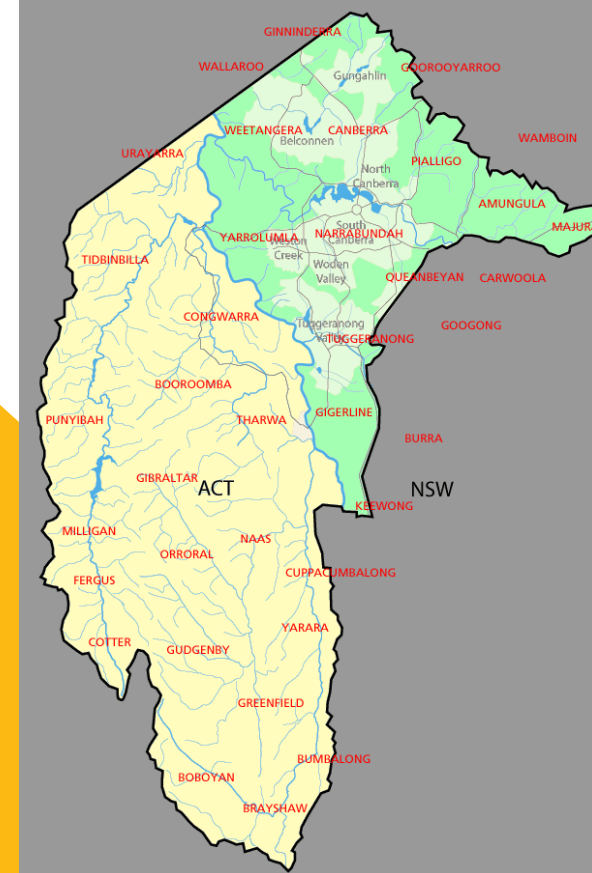 GINNINDERRA
WALLAROO
GOOROOYARROO
Gungahlin
WEETANGERA
CANBERRA
WAMBOIN
Belconnen
URAYARRA
PIALLIGO
North
Canberra
AMUNGULA
MAJURA
YARROLUMLA
NARRABUNDAH
South
Canberra
Weston
Creek
TIDBINBILLA
Woden
Valley
QUEANBEYAN
CARWOOLA
CONGWARRA
Tuggeranong
Valley
TUGGERANONG
GOOGONG
BOOROOMBA
PUNYIBAH
THARWA
GIGERLINE
BURRA
GIBRALTAR
ACT
NSW
KEEWONG
MILLIGAN
NAAS
ORRORAL
CUPPACUMBALONG
FERGUS
YARARA
COTTER
GUDGENBY
GREENFIELD
BUMBALONG
BOBOYAN
BRAYSHAW